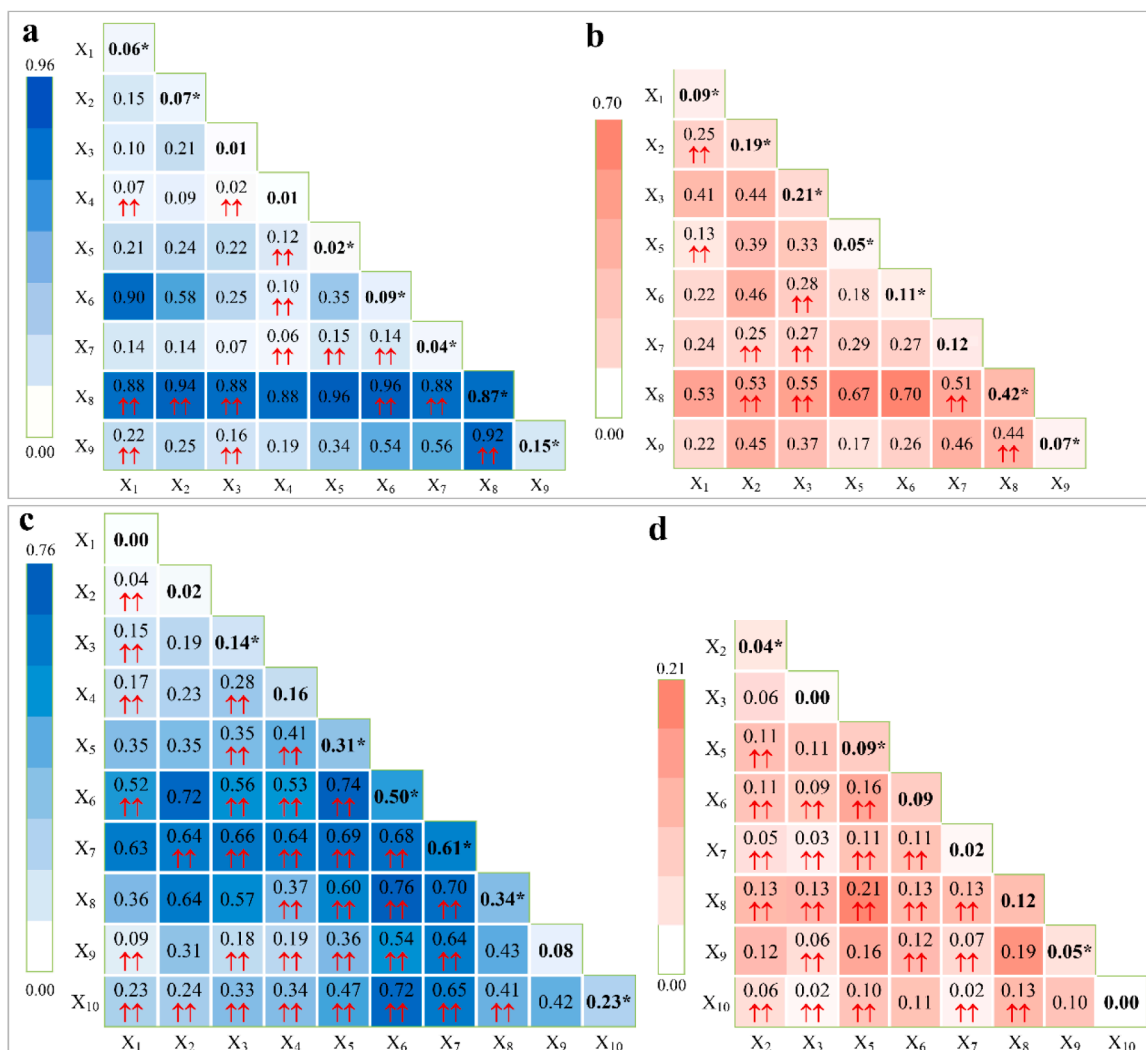 a
0.96
0.00
X1 0.06*
X2 0.15 0.07*
X3 0.10 0.21 0.01
X4 0.07 ↑↑ 0.09 0.02 ↑↑ 0.01
X5 0.21 0.24 0.22 0.12 ↑↑ 0.02*
X6 0.90 0.58 0.25 0.10 ↑↑ 0.35 0.09*
X7 0.14 0.14 0.07 0.06 ↑↑ 0.15 ↑↑ 0.14 ↑↑ 0.04*
X8 0.88 ↑↑ 0.94 ↑↑ 0.88 ↑↑ 0.88 0.96 0.96 ↑↑ 0.88 ↑↑ 0.87*
X9 0.22 ↑↑ 0.25 0.16 ↑↑ 0.19 0.34 0.54 0.56 0.92 ↑↑ 0.15*
X1 X2 X3 X4 X5 X6 X7 X8 X9
b
0.70
0.00
X1 0.09*
X2 0.25 ↑↑ 0.19*
X3 0.41 0.44 0.21*
X5 0.13 ↑↑ 0.39 0.33 0.05*
X6 0.22 0.46 0.28 ↑↑ 0.18 0.11*
X7 0.24 0.25 ↑↑ 0.27 ↑↑ 0.29 0.27 0.12
X8 0.53 0.53 ↑↑ 0.55 ↑↑ 0.67 0.70 0.51 ↑↑ 0.42*
X9 0.22 0.45 0.37 0.17 0.26 0.46 0.44 ↑↑ 0.07*
X1 X2 X3 X5 X6 X7 X8 X9
c
0.76
0.00
X1 0.00
X2 0.04 ↑↑ 0.02
X3 0.15 ↑↑ 0.19 0.14*
X4 0.17 ↑↑ 0.23 0.28 ↑↑ 0.16
X5 0.35 0.35 0.35 ↑↑ 0.41 ↑↑ 0.31*
X6 0.52 ↑↑ 0.72 0.56 ↑↑ 0.53 ↑↑ 0.74 ↑↑ 0.50*
X7 0.63 0.64 ↑↑ 0.66 ↑↑ 0.64 ↑↑ 0.69 ↑↑ 0.68 ↑↑ 0.61*
X8 0.36 0.64 0.57 0.37 ↑↑ 0.60 ↑↑ 0.76 ↑↑ 0.70 ↑↑ 0.34*
X9 0.09 ↑↑ 0.31 0.18 ↑↑ 0.19 ↑↑ 0.36 ↑↑ 0.54 ↑↑ 0.64 ↑↑ 0.43 0.08
X10 0.23 ↑↑ 0.24 ↑↑ 0.33 ↑↑ 0.34 ↑↑ 0.47 ↑↑ 0.72 ↑↑ 0.65 ↑↑ 0.41 ↑↑ 0.42 0.23*
X1 X2 X3 X4 X5 X6 X7 X8 X9 X10
d
0.21
0.00
X2 0.04*
X3 0.06 0.00
X5 0.11 ↑↑ 0.11 0.09*
X6 0.11 ↑↑ 0.09 ↑↑ 0.16 ↑↑ 0.09
X7 0.05 ↑↑ 0.03 ↑↑ 0.11 ↑↑ 0.11 ↑↑ 0.02
X8 0.13 ↑↑ 0.13 ↑↑ 0.21 ↑↑ 0.13 ↑↑ 0.13 ↑↑ 0.12
X9 0.12 0.06 ↑↑ 0.16 0.12 ↑↑ 0.07 ↑↑ 0.19 0.05*
X10 0.06 ↑↑ 0.02 ↑↑ 0.10 ↑↑ 0.11 0.02 ↑↑ 0.13 ↑↑ 0.10 0.00
X2 X3 X5 X6 X7 X8 X9 X10